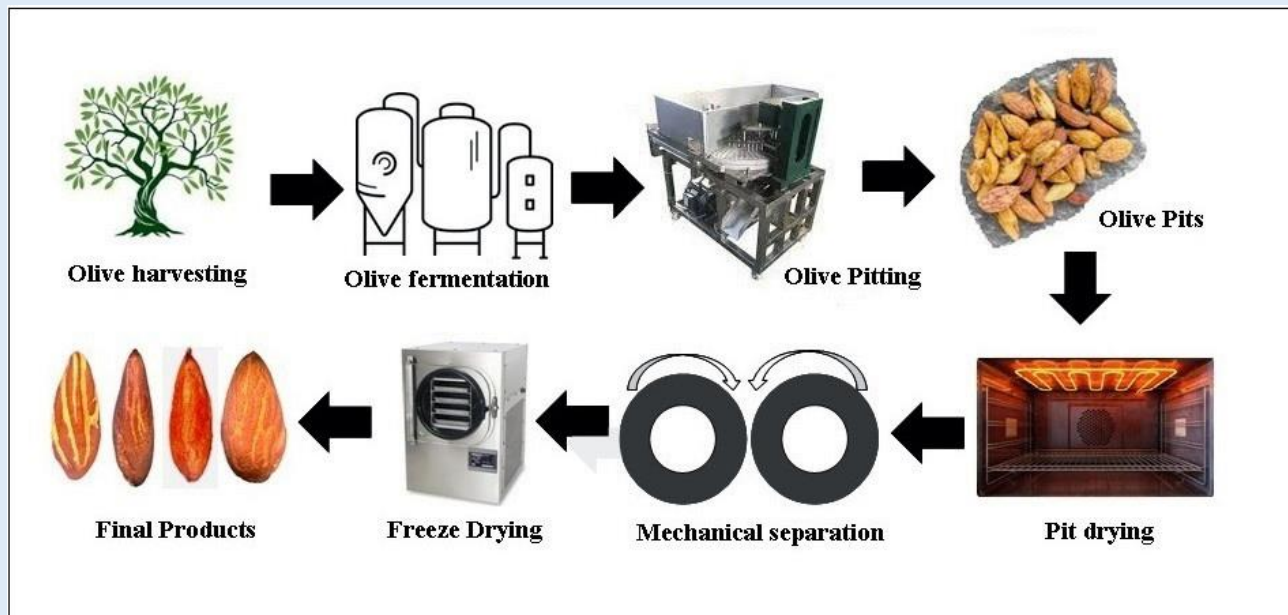 Olive harvesting
Olive fermentation
Olive Pitting
Olive Pits
Pit drying
Mechanical separation
Freeze Drying
Final Products